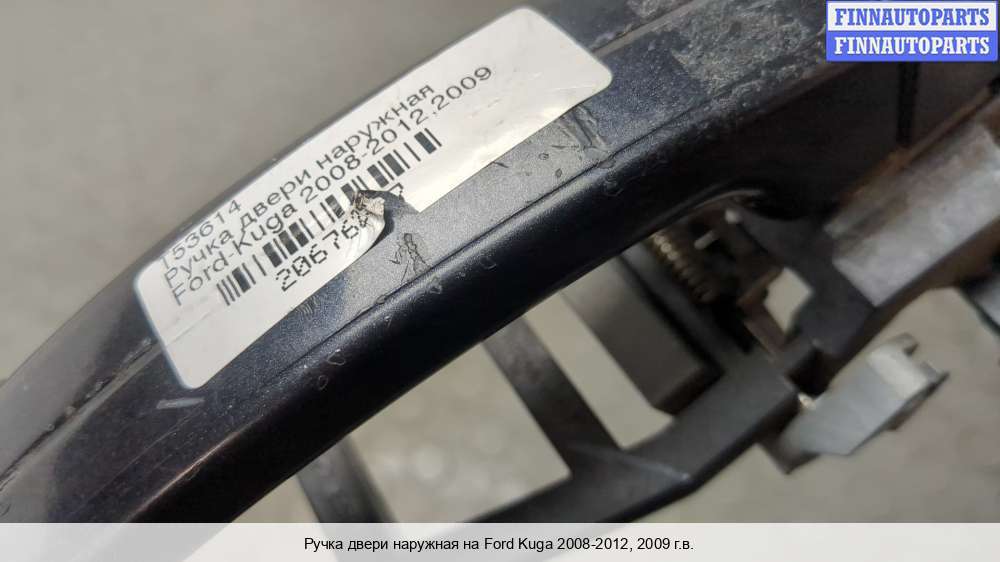 FINNAUTOPARTS
FINNAUTOPARTS
153614
Ручка двери наружная
Ford-Kuga 2008-2012,2009
Ручка двери наружная на Ford Kuga 2008-2012, 2009 г.в.